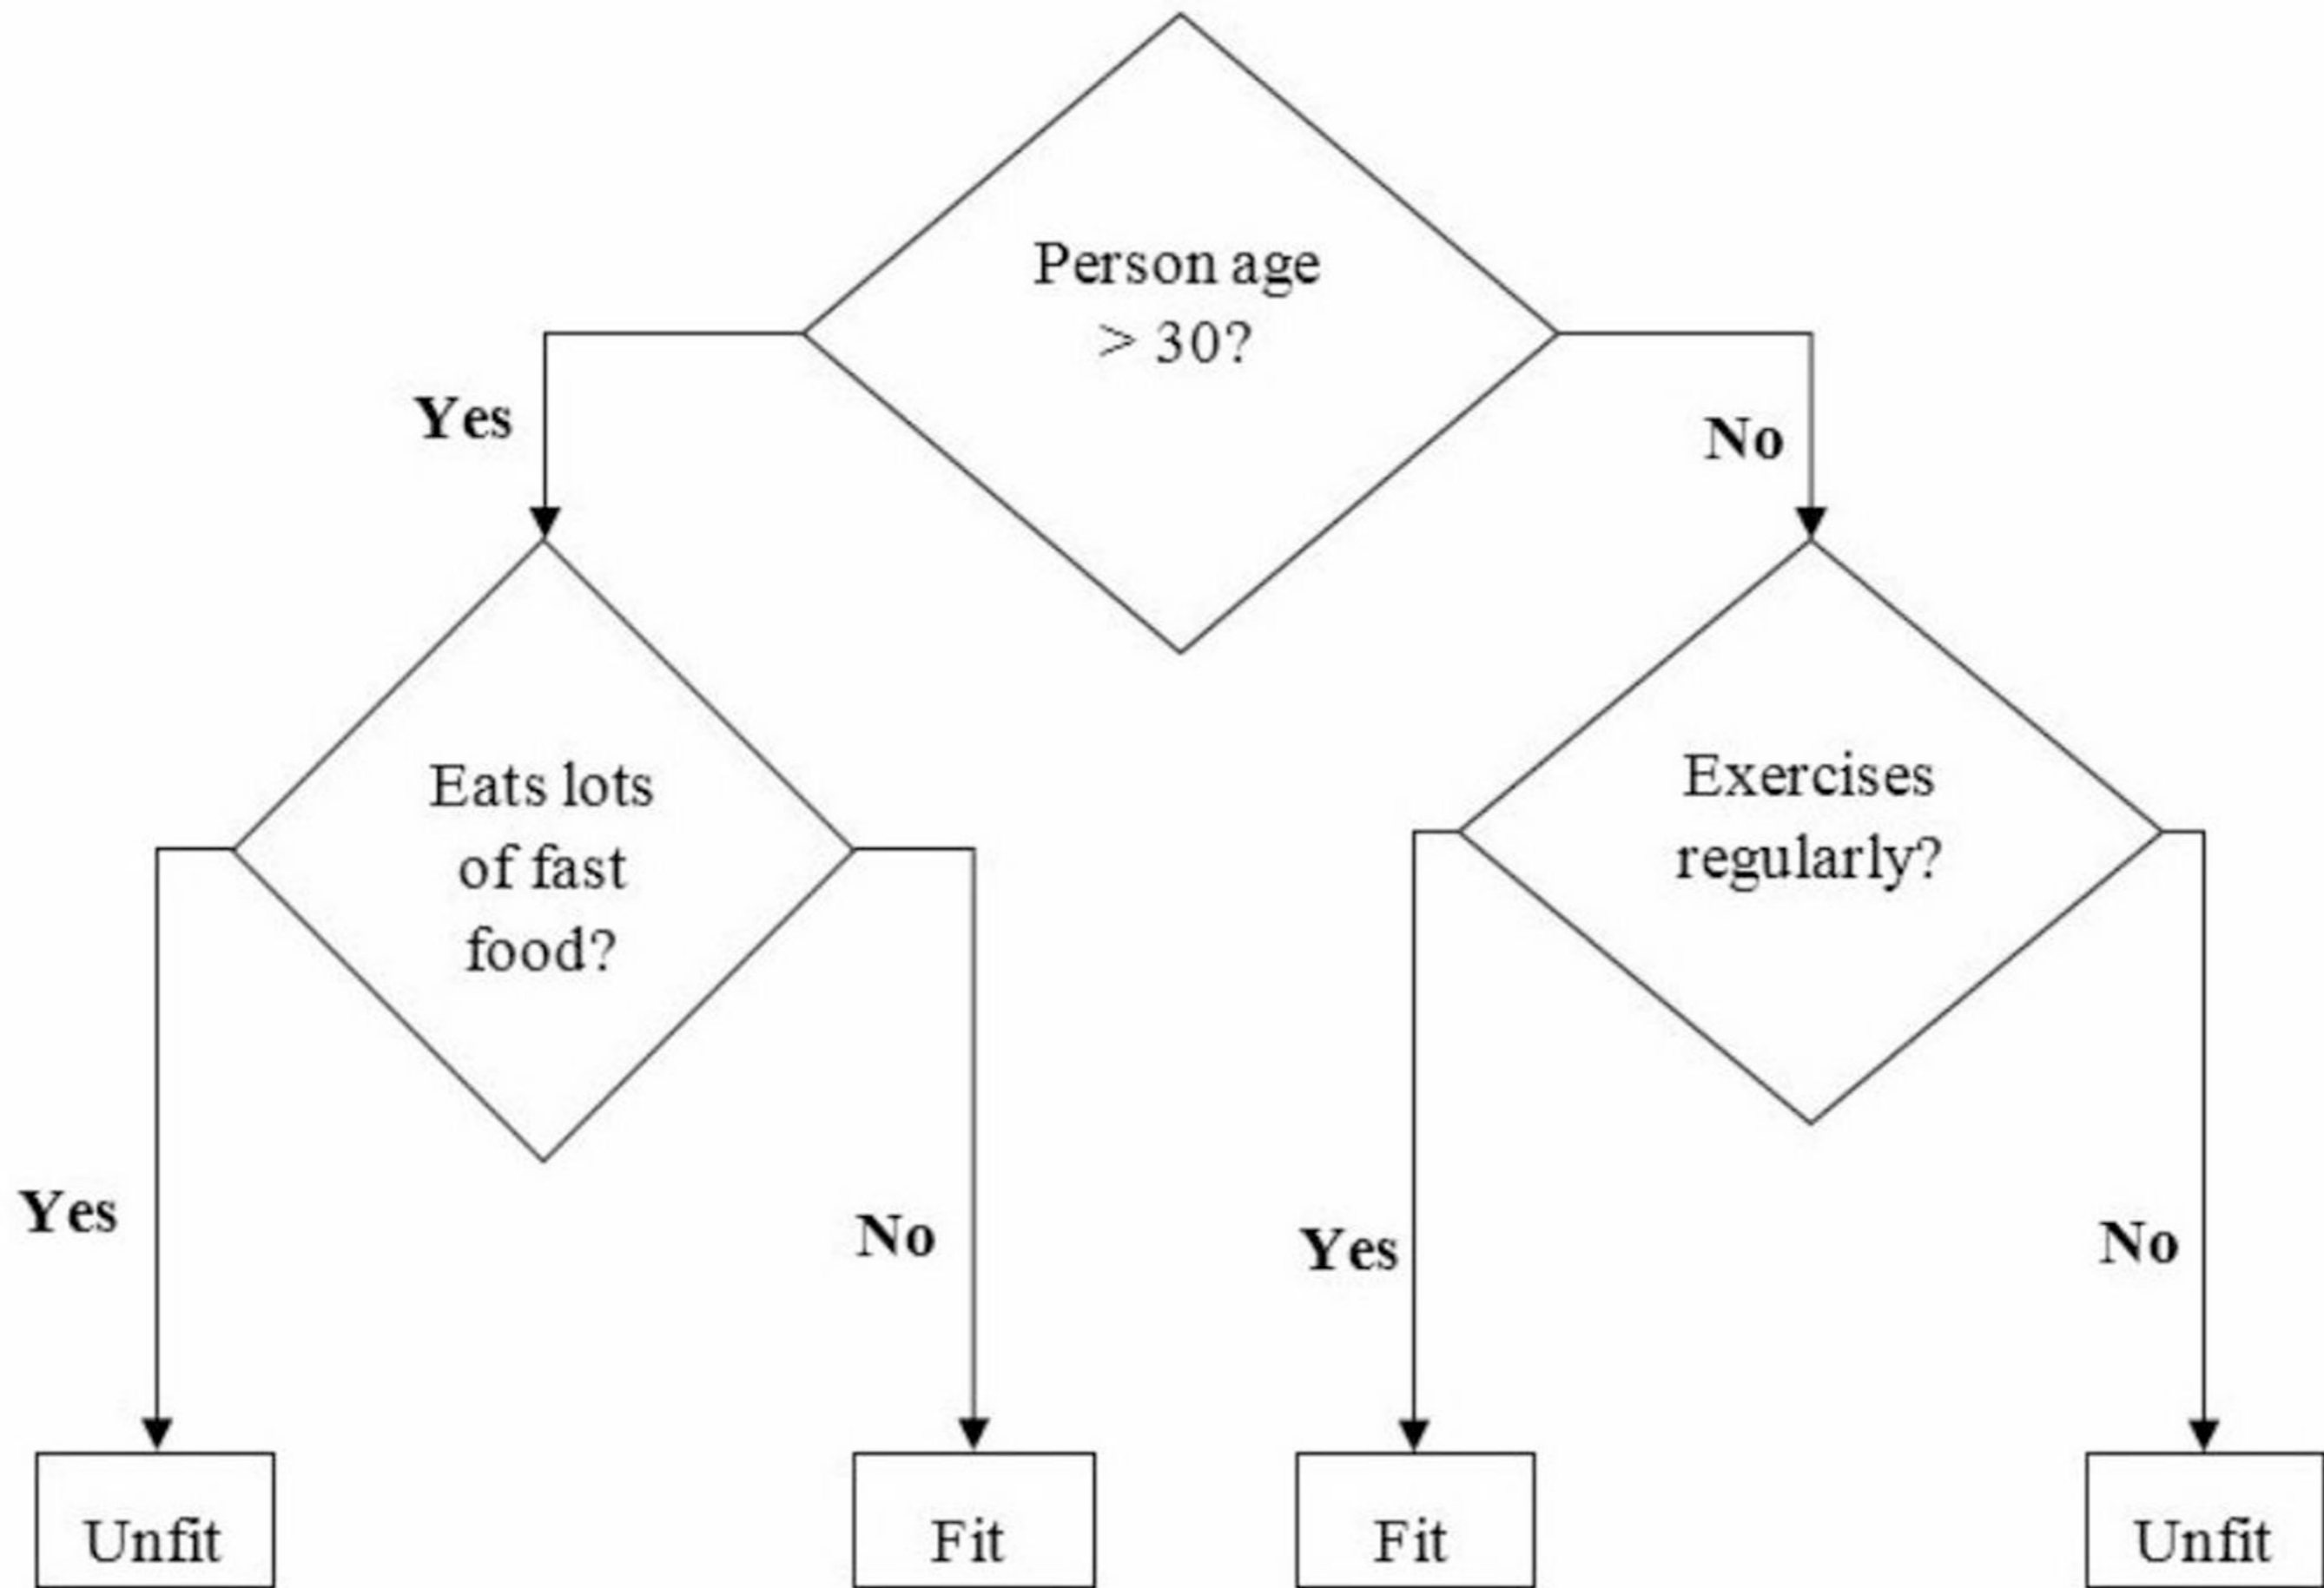 Person age
> 30?
Yes
No
Eats lots
of fast
food?
Exercises
regularly?
Yes
No
Yes
No
Unfit
Fit
Fit
Unfit